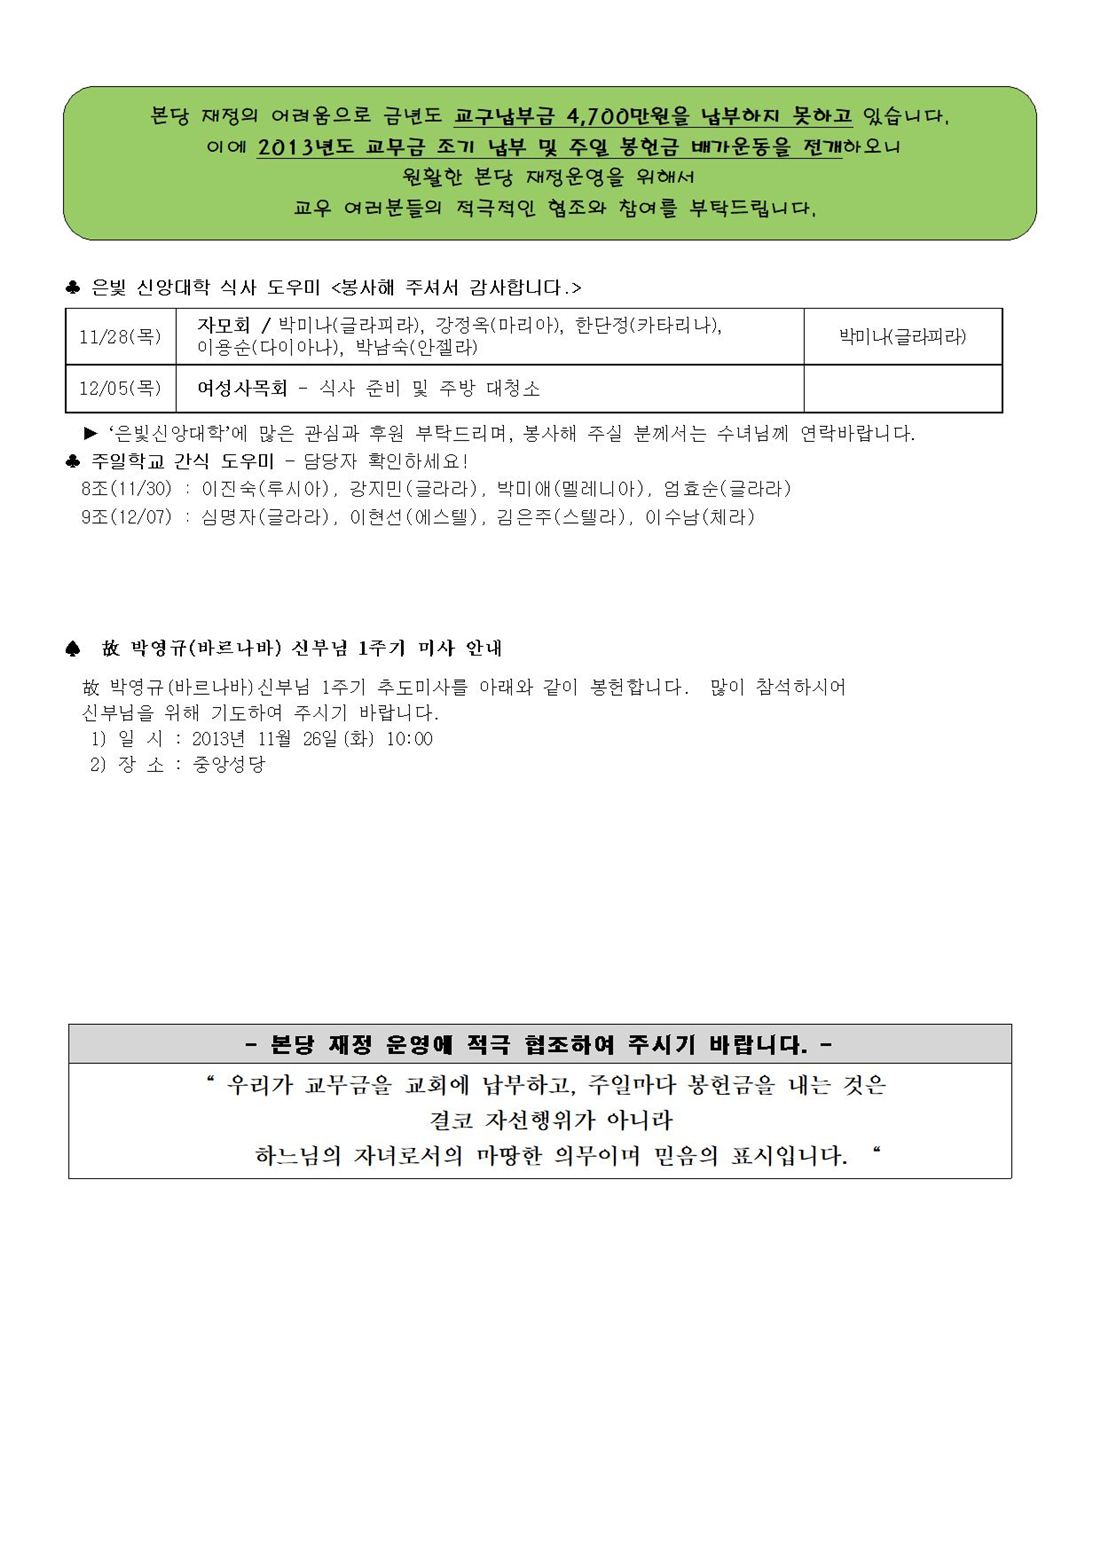 본당 재정의 어려움으로 금년도 교구납부금 4,700만원을 납부하지 못하고 있습니다.
이에 2013년도 교무금 조기 납부 및 주일 봉헌금 배가운동을 전개하오니
원활한 본당 재정운영을 위해서
교우 여러분들의 적극적인 협조와 참여를 부탁드립니다.
♣ 은빛 신앙대학 식사 도우미 <봉사해 주셔서 감사합니다.>
11/28(목)
자모회 / 박미나(글라피라), 강정옥(마리아), 한단정(카타리나),
이용순(다이아나), 박남숙(안젤라)
박미나(글라피라)
12/05(목)
여성사목회 - 식사 준비 및 주방 대청소
▶ ‘은빛신앙대학’에 많은 관심과 후원 부탁드리며, 봉사해 주실 분께서는 수녀님께 연락바랍니다.
♣ 주일학교 간식 도우미 - 담당자 확인하세요!
8조(11/30) : 이진숙(루시아), 강지민(글라라), 박미애(멜레니아), 엄효순(글라라)
9조(12/07) : 심명자(글라라), 이현선(에스텔), 김은주(스텔라), 이수남(체라)
♠ 故 박영규(바르나바) 신부님 1주기 미사 안내
故 박영규(바르나바)신부님 1주기 추도미사를 아래와 같이 봉헌합니다. 많이 참석하시어
신부님을 위해 기도하여 주시기 바랍니다.
1) 일 시 : 2013년 11월 26일(화) 10:00
2) 장 소 : 중앙성당
- 본당 재정 운영에 적극 협조하여 주시기 바랍니다. -
“ 우리가 교무금을 교회에 납부하고, 주일마다 봉헌금을 내는 것은
결코 자선행위가 아니라
하느님의 자녀로서의 마땅한 의무이며 믿음의 표시입니다. “